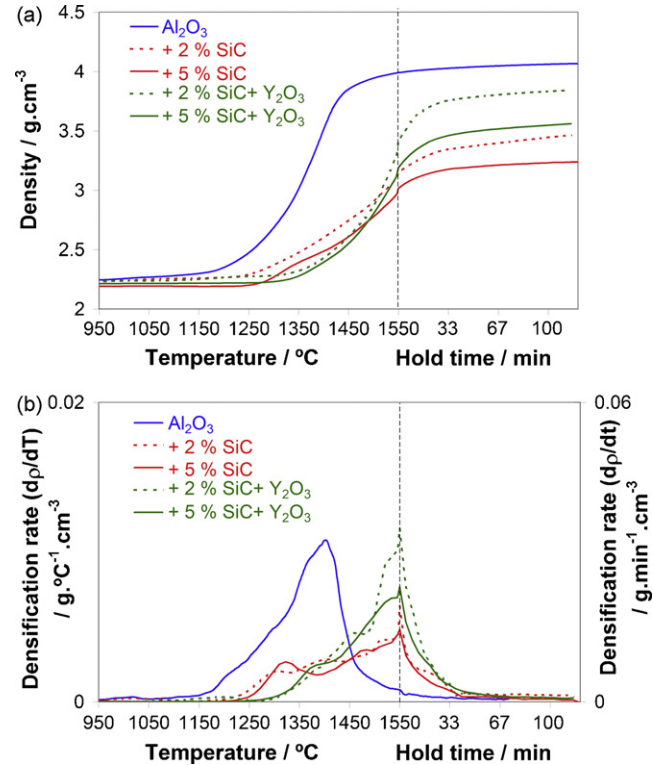 (a)
4.5
4
3.5
3
2.5
2
Density / g.cm⁻³
Al₂O₃
+ 2 % SiC
+ 5 % SiC
+ 2 % SiC+ Y₂O₃
+ 5 % SiC+ Y₂O₃
950 1050 1150 1250 1350 1450 1550 33 67 100
Temperature / ºC Hold time / min
(b)
0.02
0
Densification rate (dρ/dT)
/ g.ºC⁻¹.cm⁻³
Al₂O₃
+ 2 % SiC
+ 5 % SiC
+ 2 % SiC+ Y₂O₃
+ 5 % SiC+ Y₂O₃
0.06
0
Densification rate (dρ/dt)
/ g.min⁻¹.cm⁻³
950 1050 1150 1250 1350 1450 1550 33 67 100
Temperature / ºC Hold time / min